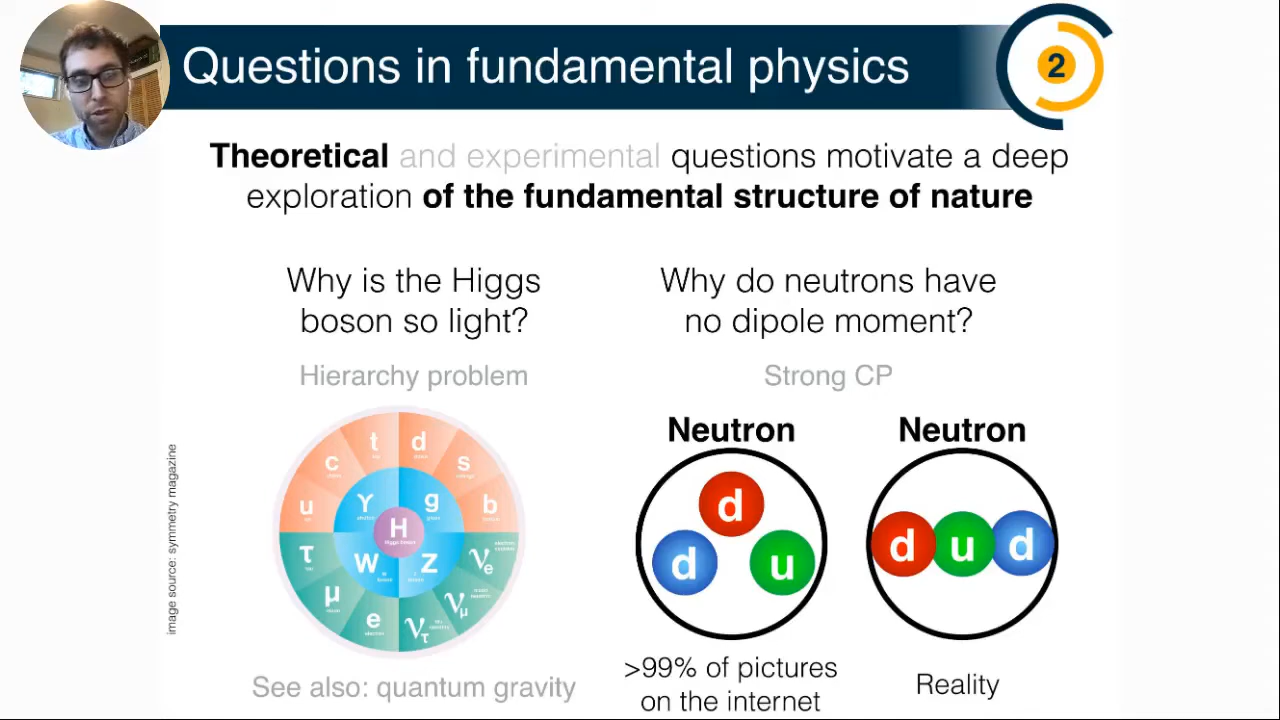 Questions in fundamental physics
2
Theoretical and experimental questions motivate a deep
exploration of the fundamental structure of nature
Why is the Higgs
boson so light?
Hierarchy problem
Why do neutrons have
no dipole moment?
Strong CP
image source: symmetry magazine
t
d
c
s
u
b
γ
g
H
Higgs boson
W
Z
τ
μ
e
νe
νμ
ντ
See also: quantum gravity
Neutron
d
d
u
>99% of pictures
on the internet
Neutron
d u d
Reality